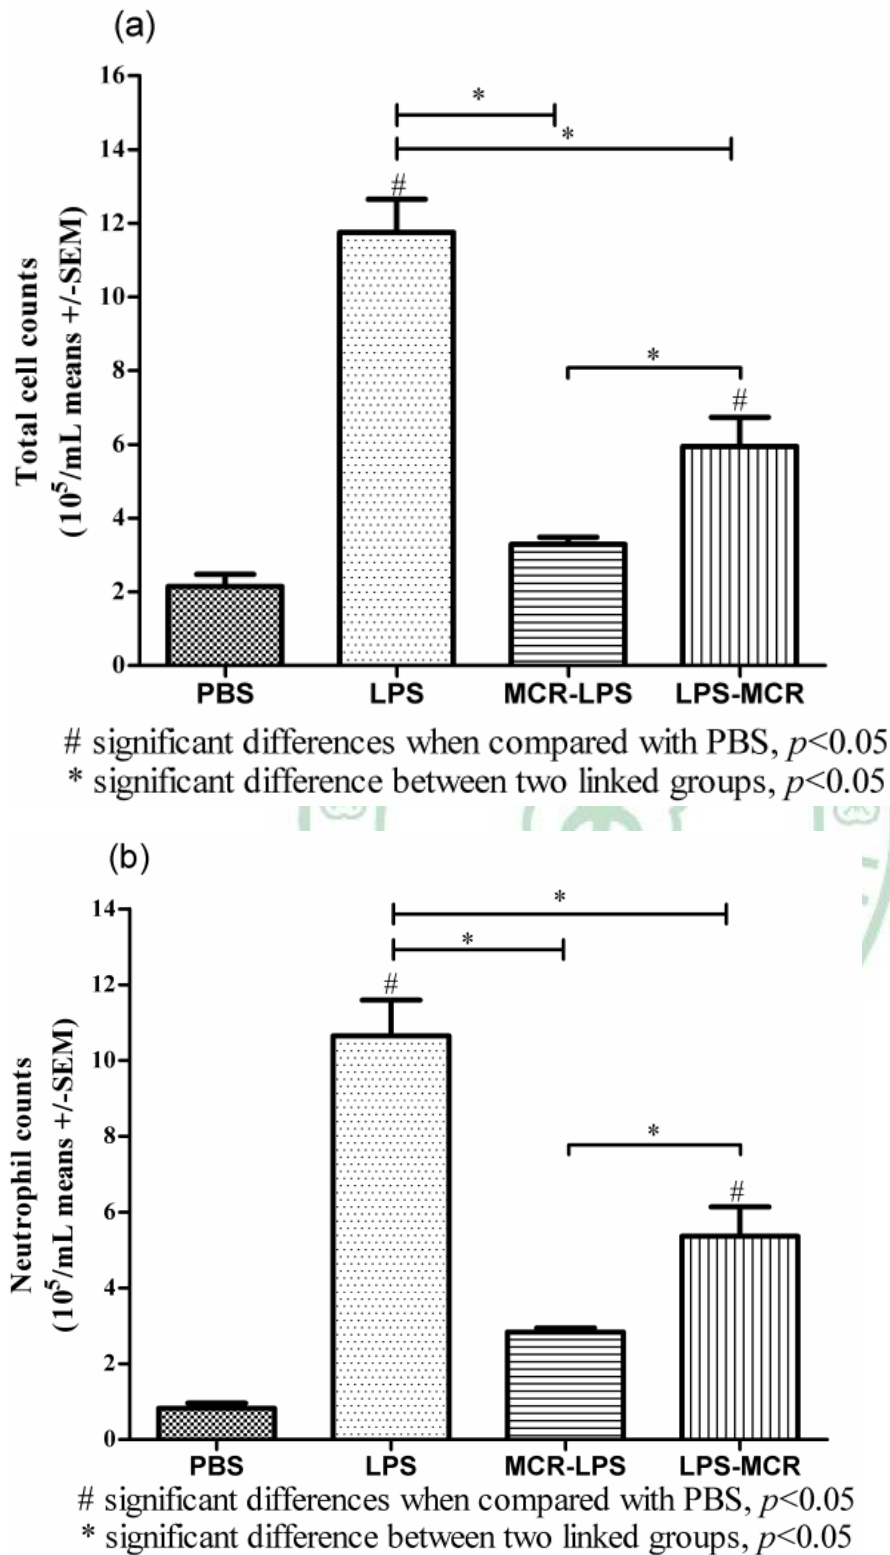 (a)
Total cell counts
(10⁵/mL means +/-SEM)
16
14
12
10
8
6
4
2
0
*
*
#
*
#
PBS LPS MCR-LPS LPS-MCR
# significant differences when compared with PBS, p<0.05
* significant difference between two linked groups, p<0.05
(b)
Neutrophil counts
(10⁵/mL means +/-SEM)
14
12
10
8
6
4
2
0
*
*
#
*
#
PBS LPS MCR-LPS LPS-MCR
# significant differences when compared with PBS, p<0.05
* significant difference between two linked groups, p<0.05